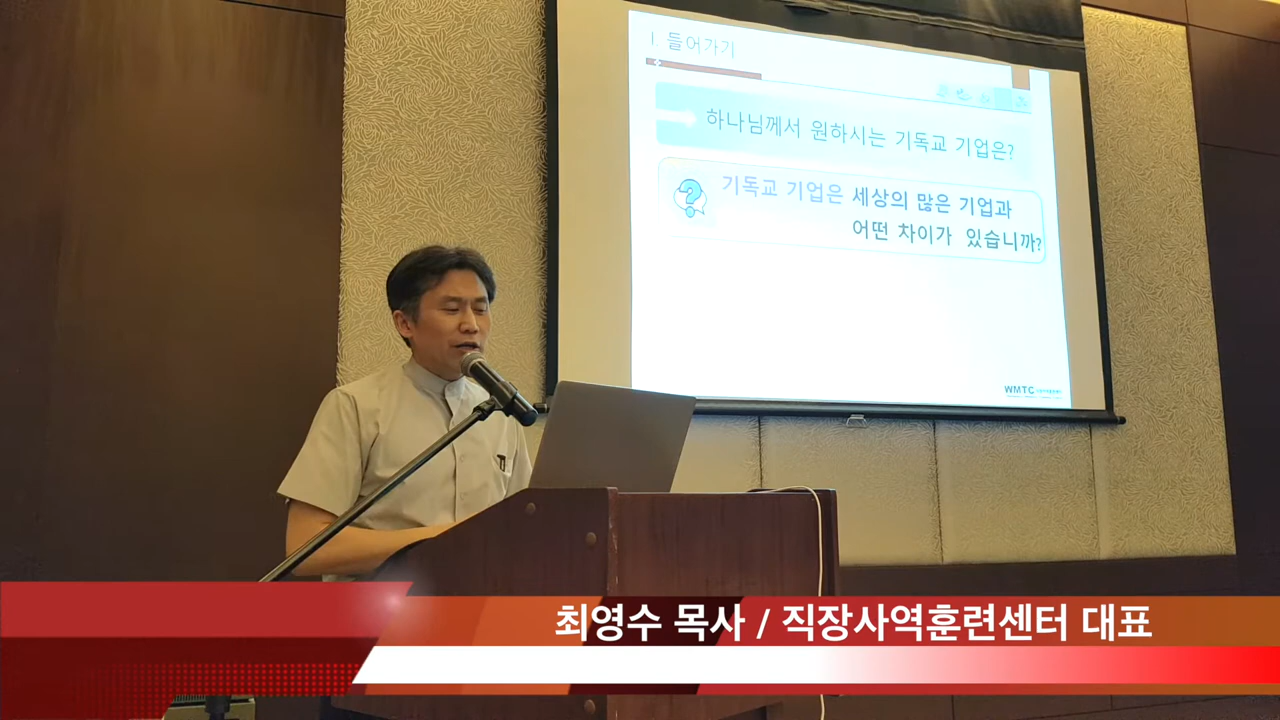 I. 들어가기
하나님께서 원하시는 기독교 기업은?
기독교 기업은 세상의 많은 기업과
어떤 차이가 있습니까?
WMTC
최영수 목사 / 직장사역훈련센터 대표